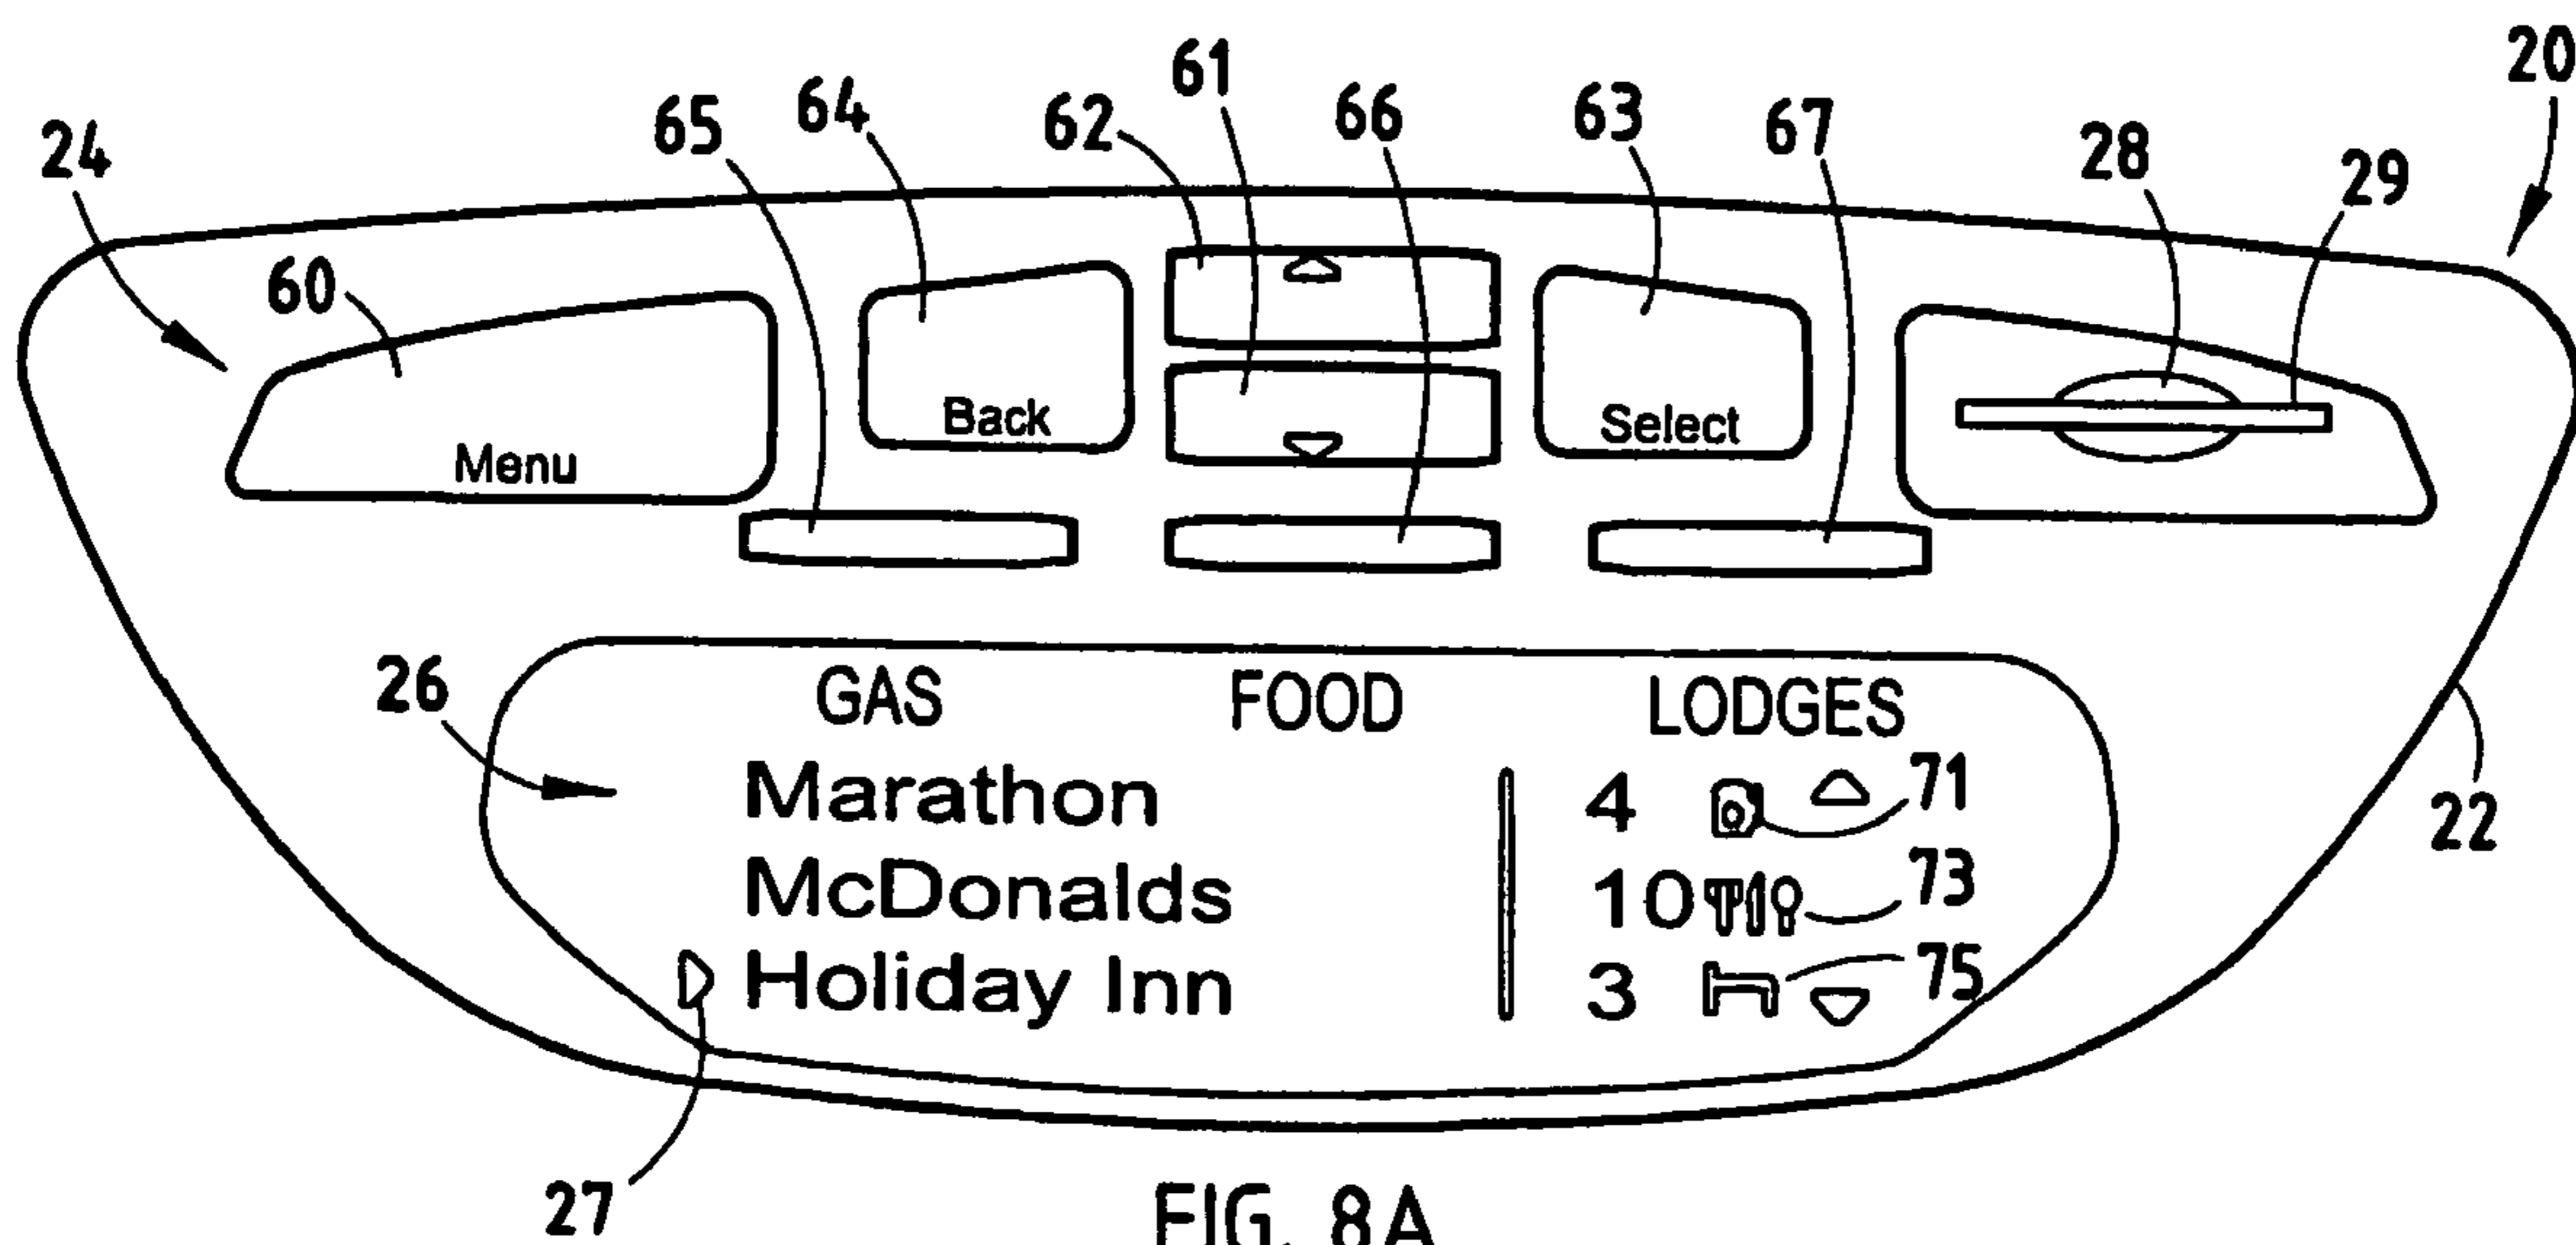 20
61
64 62 66 63 67
65 28
24 29
60
Back
Select
Menu
26 GAS FOOD LODGES
Marathon 4 71
22
McDonalds 10 73
Holiday Inn 3 75
27
FIG. 8A